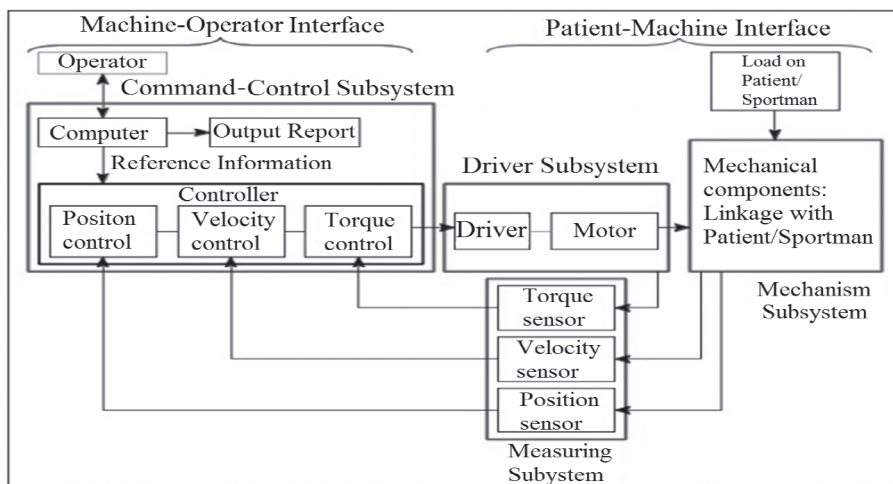 Machine-Operator Interface
Patient-Machine Interface
Operator
Load on
Patient/
Sportman
Command-Control Subsystem
Computer
Output Report
Reference Information
Controller
Positon
control
Velocity
control
Torque
control
Driver Subsystem
Driver
Motor
Mechanical
components:
Linkage with
Patient/Sportman
Mechanism
Subsystem
Torque
sensor
Velocity
sensor
Position
sensor
Measuring
Subystem